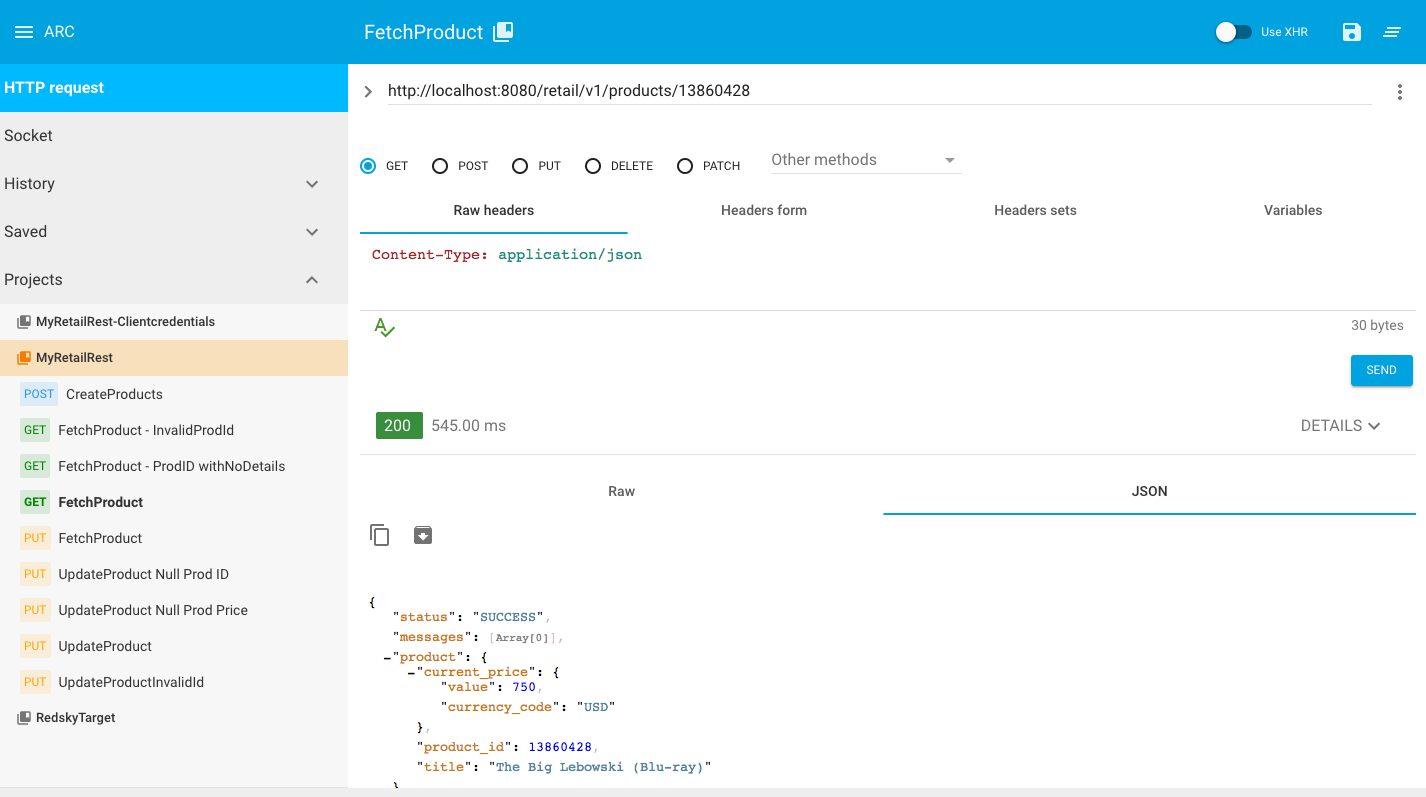 ARC
FetchProduct
Use XHR
HTTP request
Socket
History
Saved
Projects
MyRetailRest-Clientcredentials
MyRetailRest
POST CreateProducts
GET FetchProduct - InvalidProdId
GET FetchProduct - ProdID withNoDetails
GET FetchProduct
PUT FetchProduct
PUT UpdateProduct Null Prod ID
PUT UpdateProduct Null Prod Price
PUT UpdateProduct
PUT UpdateProductInvalidId
RedskyTarget
http://localhost:8080/retail/v1/products/13860428
GET POST PUT DELETE PATCH Other methods
Raw headers Headers form Headers sets Variables
Content-Type: application/json
30 bytes
SEND
200 545.00 ms DETAILS
Raw JSON
{
"status": "SUCCESS",
"messages": [Array[0]],
-"product": {
-"current_price": {
"value": 750,
"currency_code": "USD"
},
"product_id": 13860428,
"title": "The Big Lebowski (Blu-ray)"
}